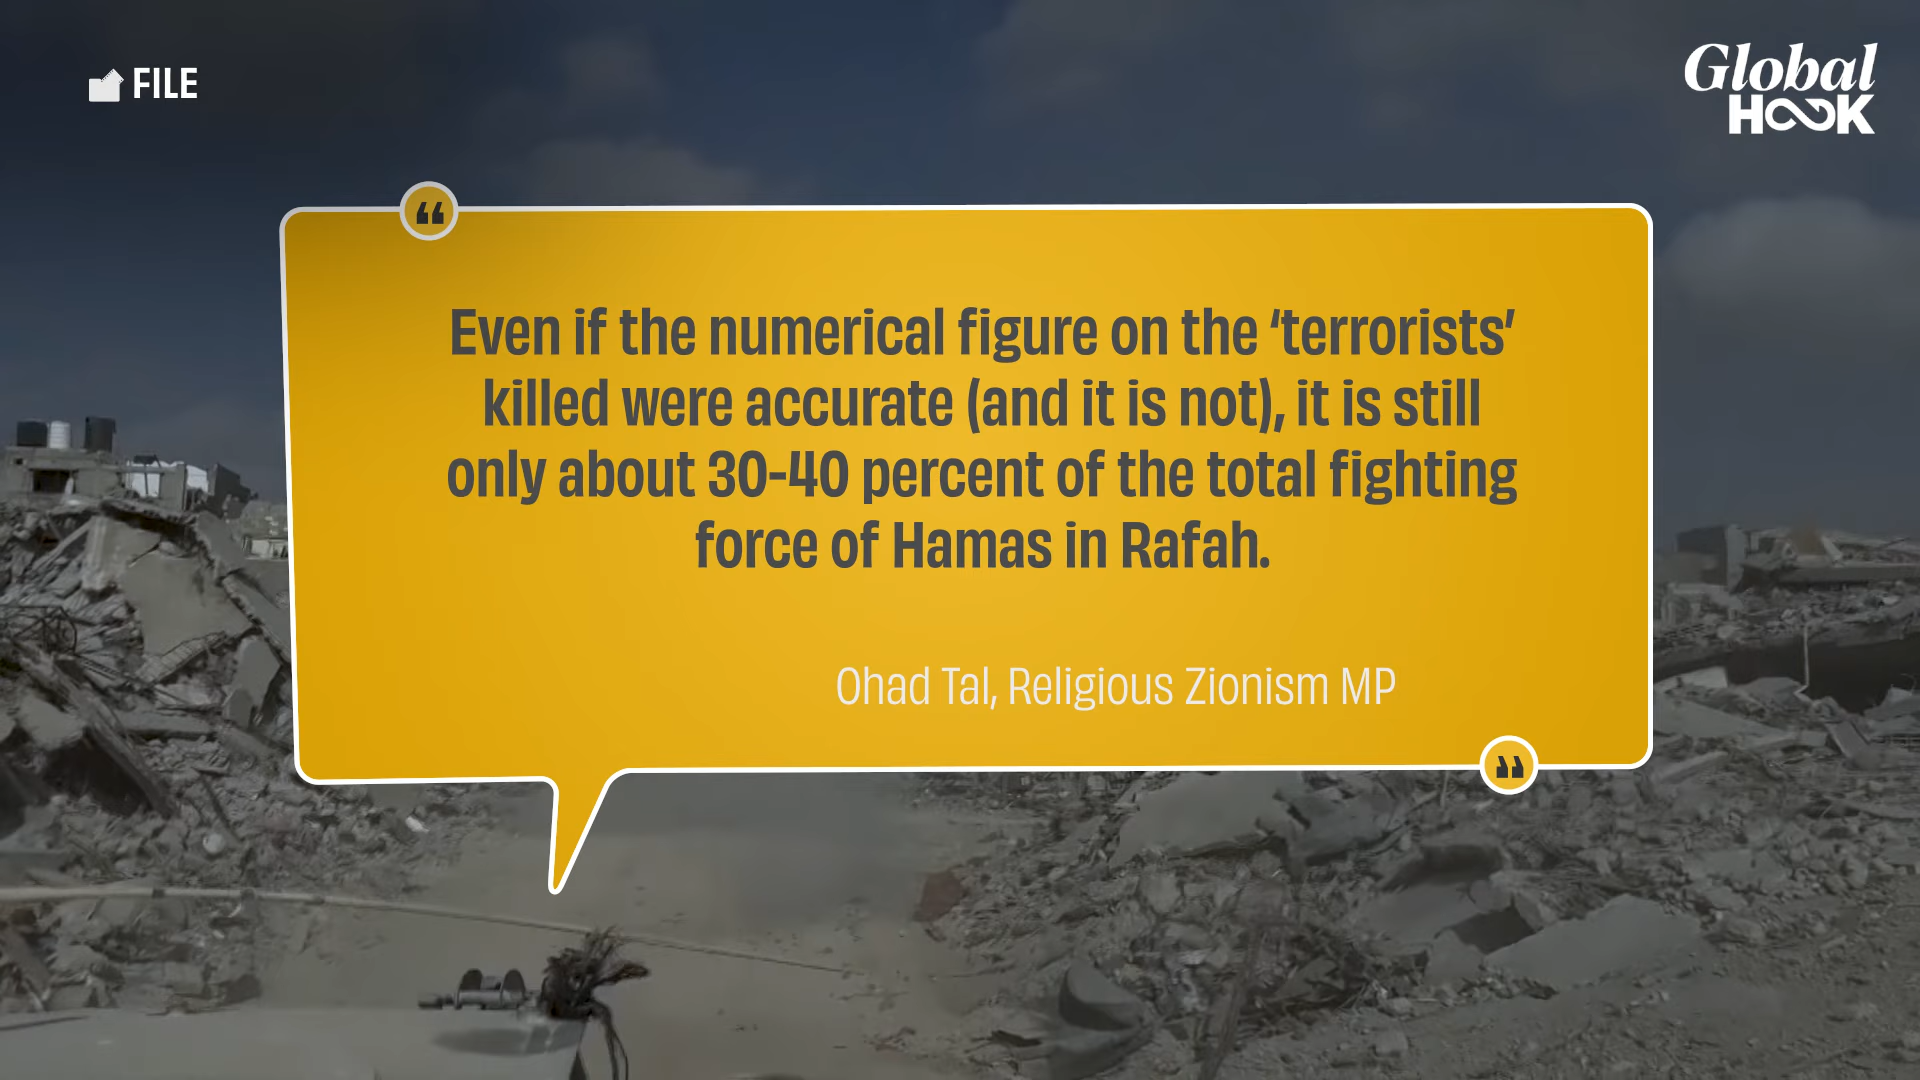 FILE
Global
HOOK
“
Even if the numerical figure on the ‘terrorists’
killed were accurate (and it is not), it is still
only about 30-40 percent of the total fighting
force of Hamas in Rafah.
Ohad Tal, Religious Zionism MP
”